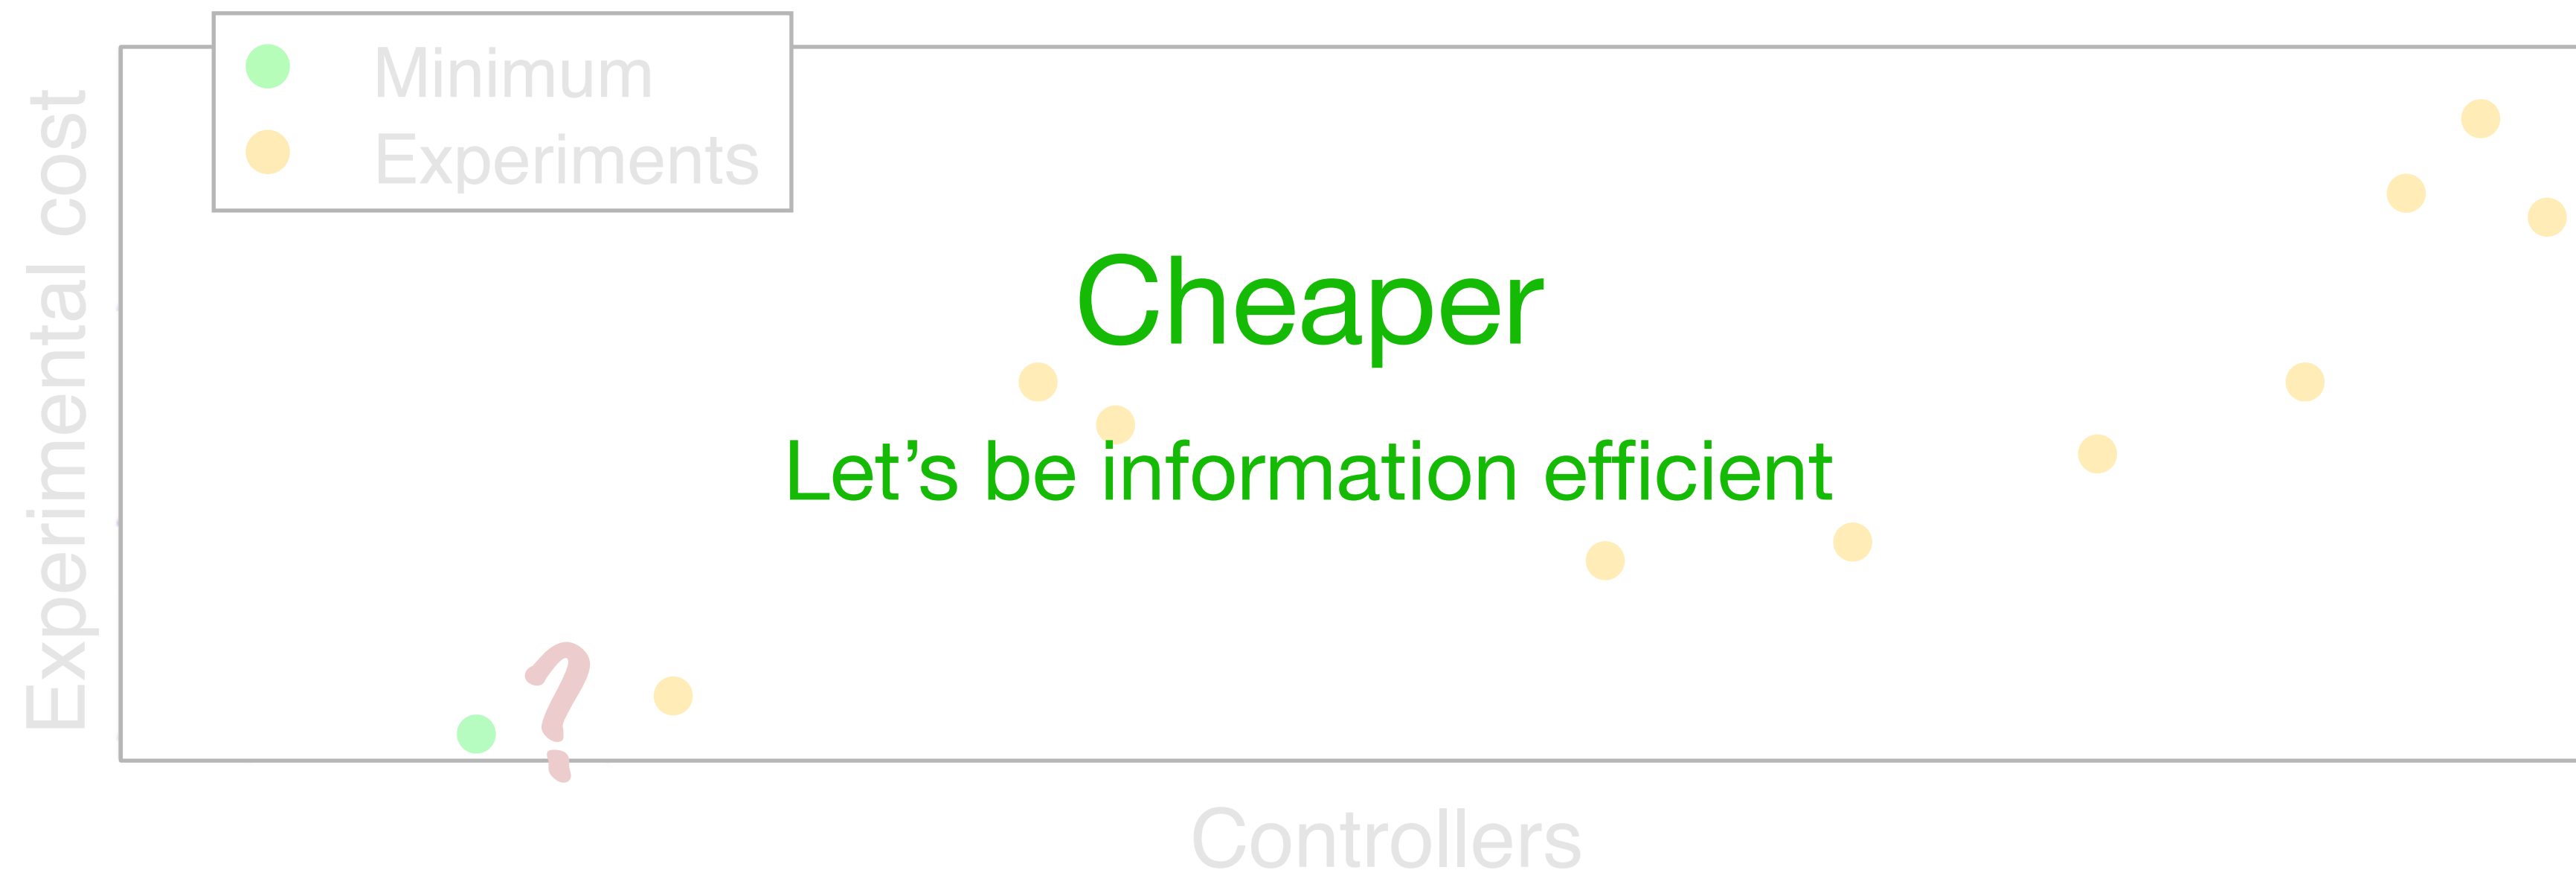 Minimum
Experiments
Experimental cost
Cheaper
Let’s be information efficient
?
Controllers